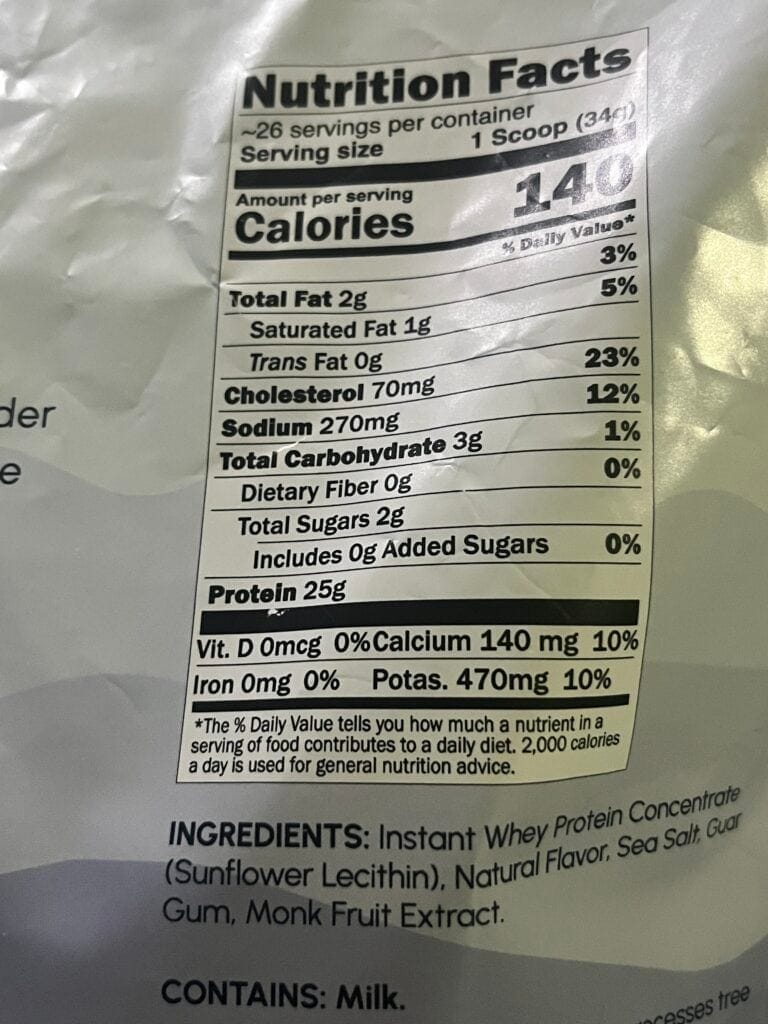 Nutrition Facts
~26 servings per container
Serving size 1 Scoop (34g)
Amount per serving
Calories 140
% Daily Value*
Total Fat 2g 3%
Saturated Fat 1g 5%
Trans Fat 0g
Cholesterol 70mg 23%
Sodium 270mg 12%
Total Carbohydrate 3g 1%
Dietary Fiber 0g 0%
Total Sugars 2g
Includes 0g Added Sugars 0%
Protein 25g
Vit. D 0mcg 0% Calcium 140 mg 10%
Iron 0mg 0% Potas. 470mg 10%
*The % Daily Value tells you how much a nutrient in a
serving of food contributes to a daily diet. 2,000 calories
a day is used for general nutrition advice.
der
e
INGREDIENTS: Instant Whey Protein Concentrate
(Sunflower Lecithin), Natural Flavor, Sea Salt, Guar
Gum, Monk Fruit Extract.
CONTAINS: Milk.
tree